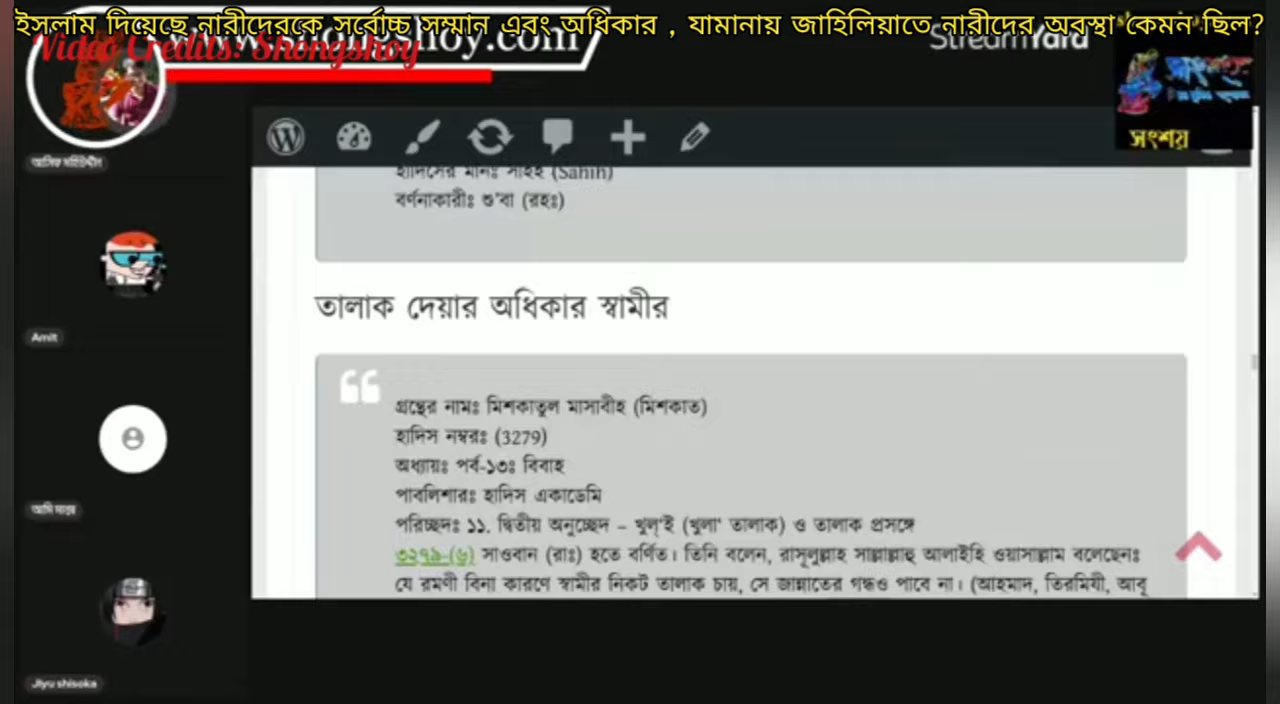 ইসলাম দিয়েছে নারীদেরকে সর্বোচ্চ সম্মান এবং অধিকার , যামানায় জাহিলিয়াতে নারীদের অবস্থা কেমন ছিল?
Video Credits: Shongshoy
StreamYard
সংশয়
হাদিসের মানঃ সহিহ (Sahih)
বর্ণনাকারীঃ শু'বা (রহঃ)
তালাক দেয়ার অধিকার স্বামীর
গ্রন্থের নামঃ মিশকাতুল মাসাবীহ (মিশকাত)
হাদিস নম্বরঃ (3279)
অধ্যায়ঃ পর্ব-১৩ঃ বিবাহ
পাবলিশারঃ হাদিস একাডেমি
পরিচ্ছদঃ ১১. দ্বিতীয় অনুচ্ছেদ – খুল্'ই (খুলা' তালাক) ও তালাক প্রসঙ্গে
৩২৭৯-(৬) সাওবান (রাঃ) হতে বর্ণিত। তিনি বলেন, রাসূলুল্লাহ সাল্লাল্লাহু আলাইহি ওয়াসাল্লাম বলেছেনঃ
যে রমণী বিনা কারণে স্বামীর নিকট তালাক চায়, সে জান্নাতের গন্ধও পাবে না। (আহমাদ, তিরমিযী, আবূ
Amit
Jiyu shisoka